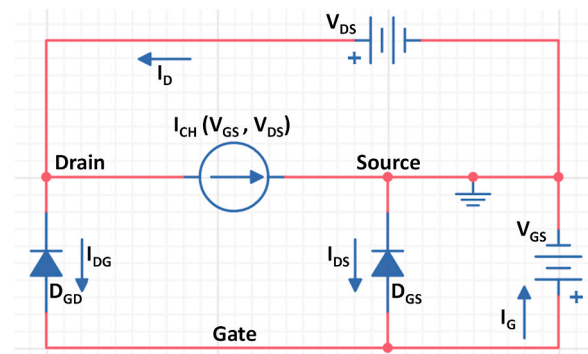 V_DS
+
I_D
I_CH (V_GS , V_DS)
Drain
Source
V_GS
I_DG
I_DS
D_GD
D_GS
+
I_G
Gate